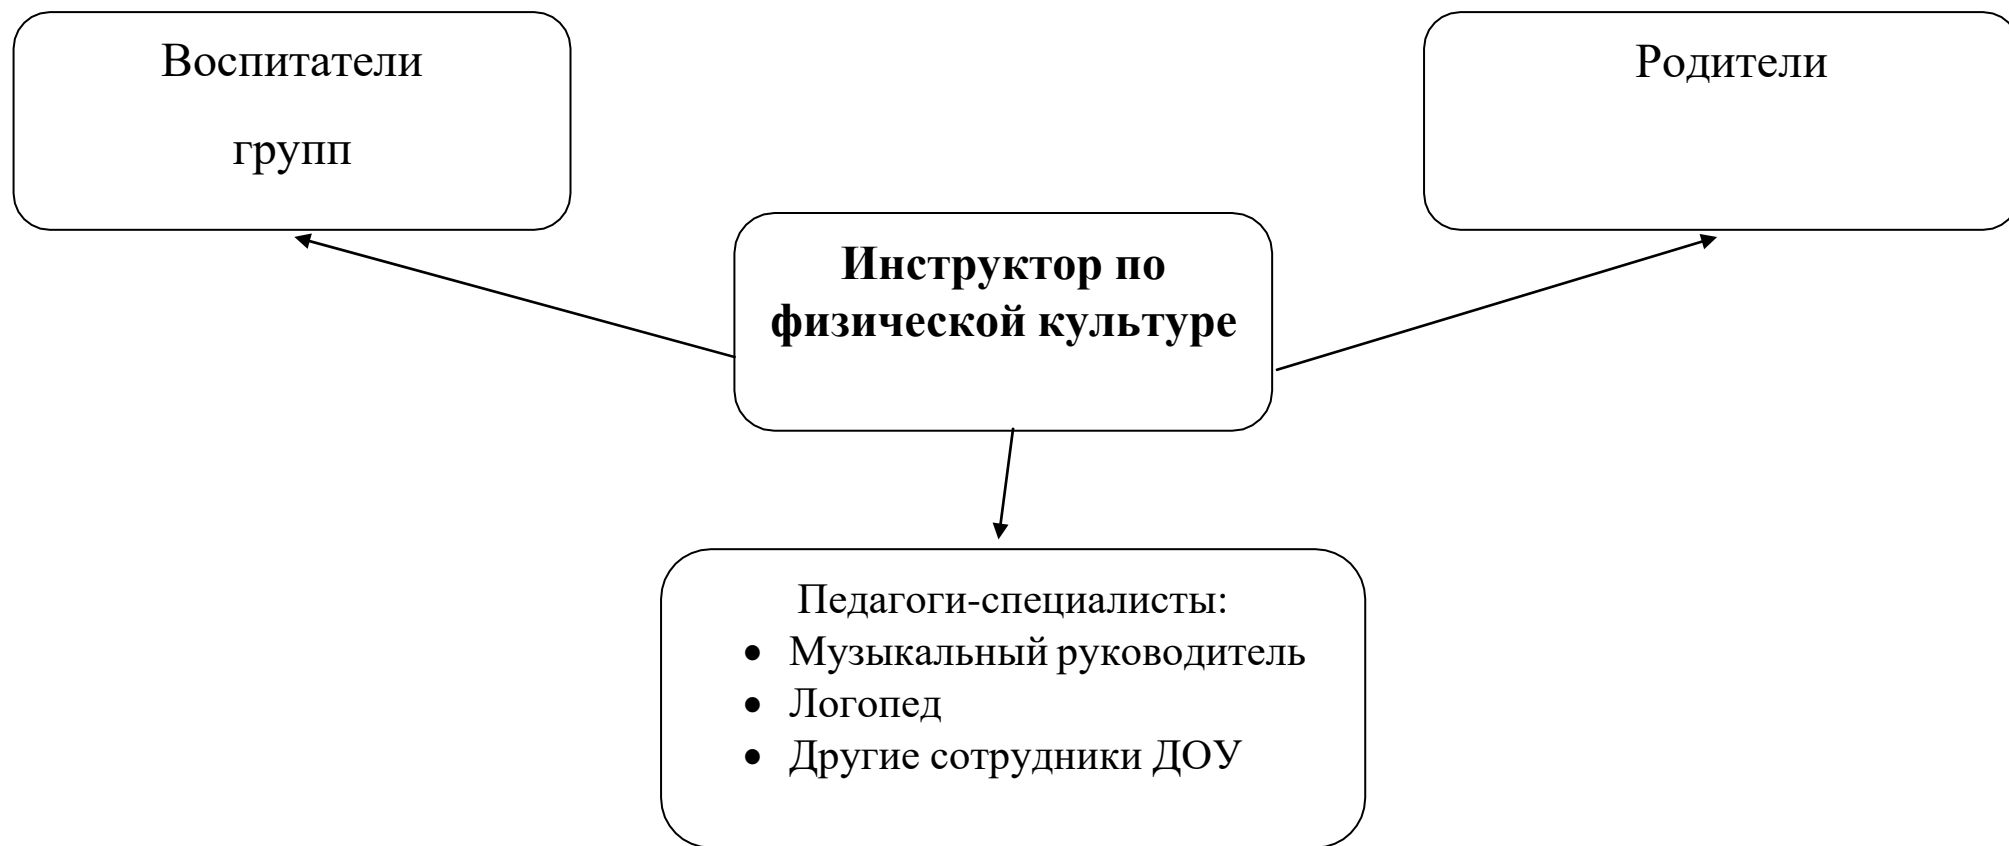 Воспитатели
групп
Родители
Инструктор по
физической культуре
Педагоги-специалисты:
• Музыкальный руководитель
• Логопед
• Другие сотрудники ДОУ